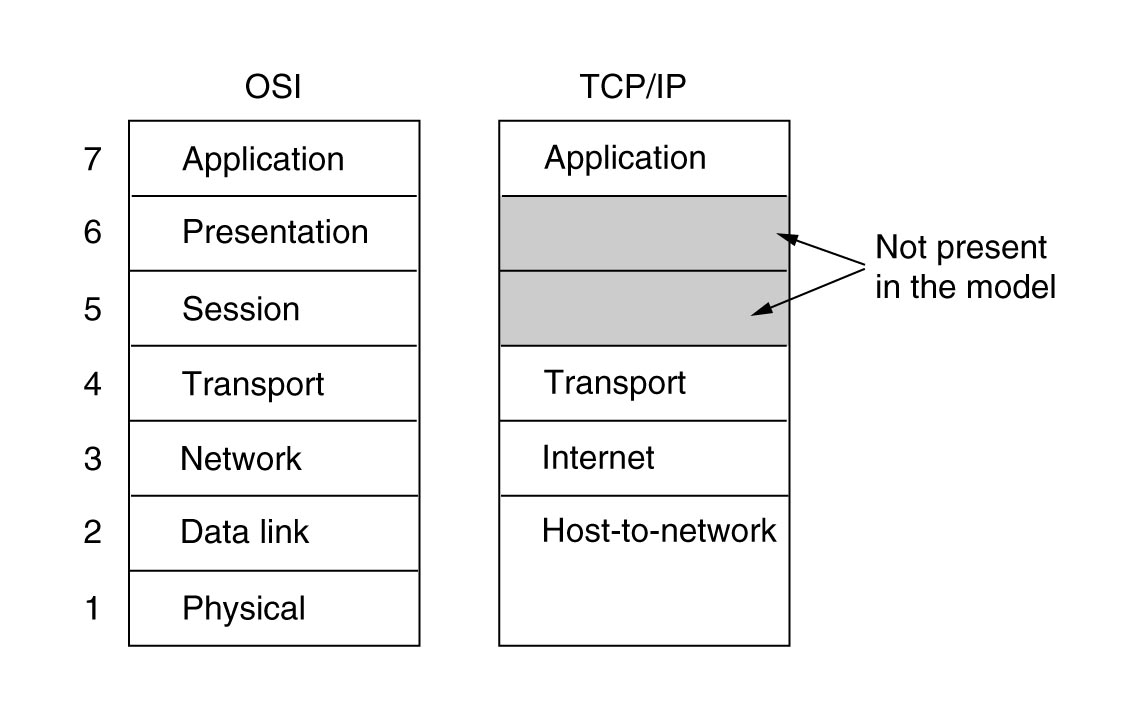 OSI
TCP/IP
7
Application
Application
6
Presentation
Not present
in the model
5
Session
4
Transport
Transport
3
Network
Internet
2
Data link
Host-to-network
1
Physical